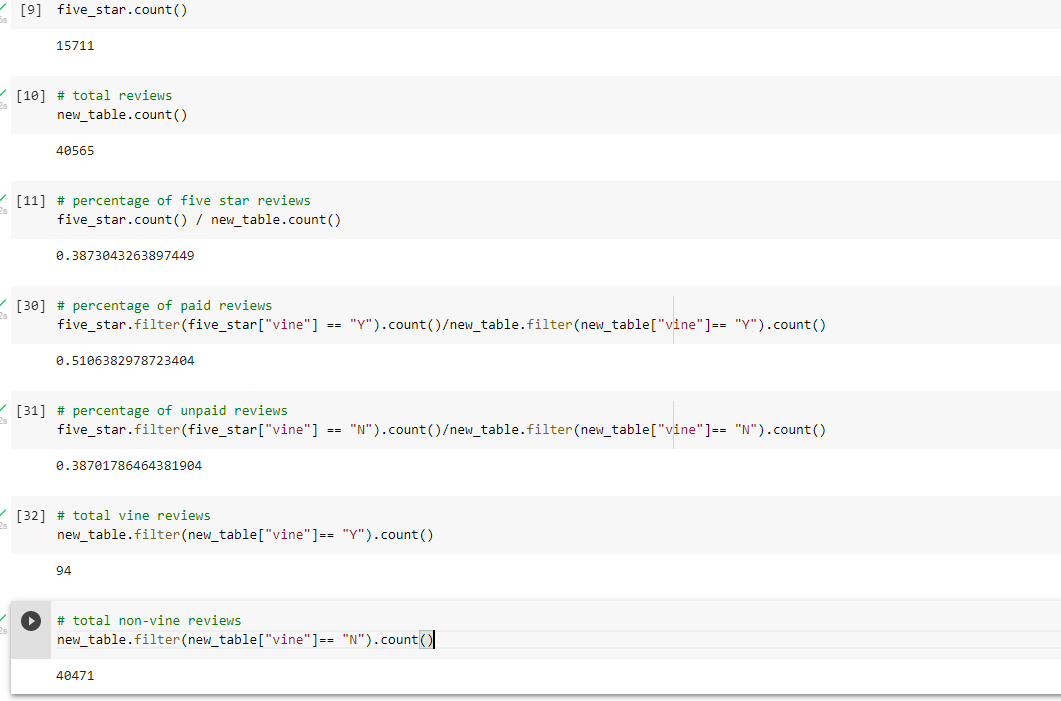 [9] five_star.count()
15711
[10] # total reviews
new_table.count()
40565
[11] # percentage of five star reviews
five_star.count() / new_table.count()
0.3873043263897449
[30] # percentage of paid reviews
five_star.filter(five_star["vine"] == "Y").count()/new_table.filter(new_table["vine"]== "Y").count()
0.5106382978723404
[31] # percentage of unpaid reviews
five_star.filter(five_star["vine"] == "N").count()/new_table.filter(new_table["vine"]== "N").count()
0.38701786464381904
[32] # total vine reviews
new_table.filter(new_table["vine"]== "Y").count()
94
# total non-vine reviews
new_table.filter(new_table["vine"]== "N").count()
40471